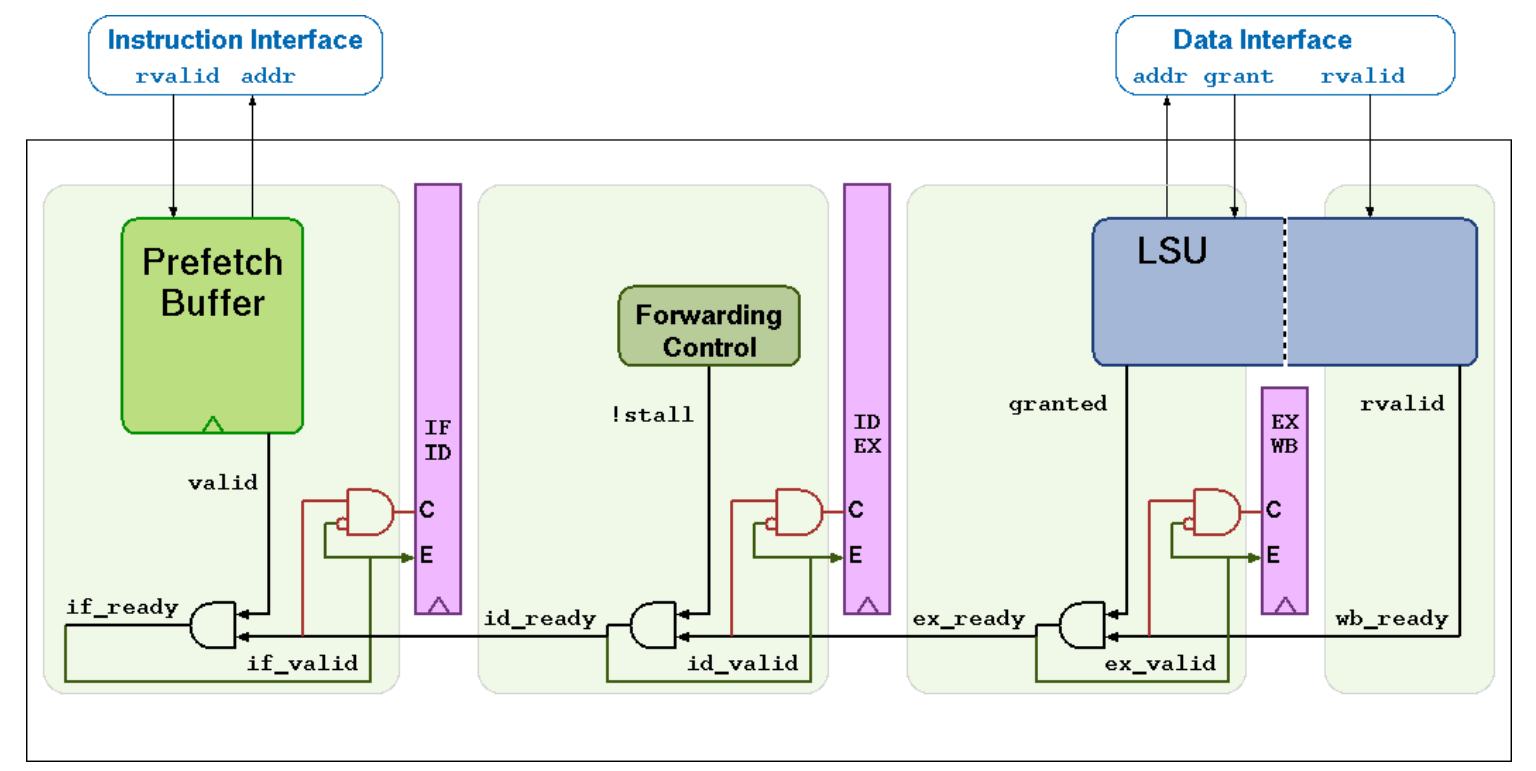 Instruction Interface
rvalid addr
Data Interface
addr grant rvalid
Prefetch
Buffer
LSU
Forwarding
Control
!stall
granted
rvalid
IF
ID
ID
EX
EX
WB
valid
C
C
C
E
E
E
if_ready
id_ready
ex_ready
wb_ready
if_valid
id_valid
ex_valid